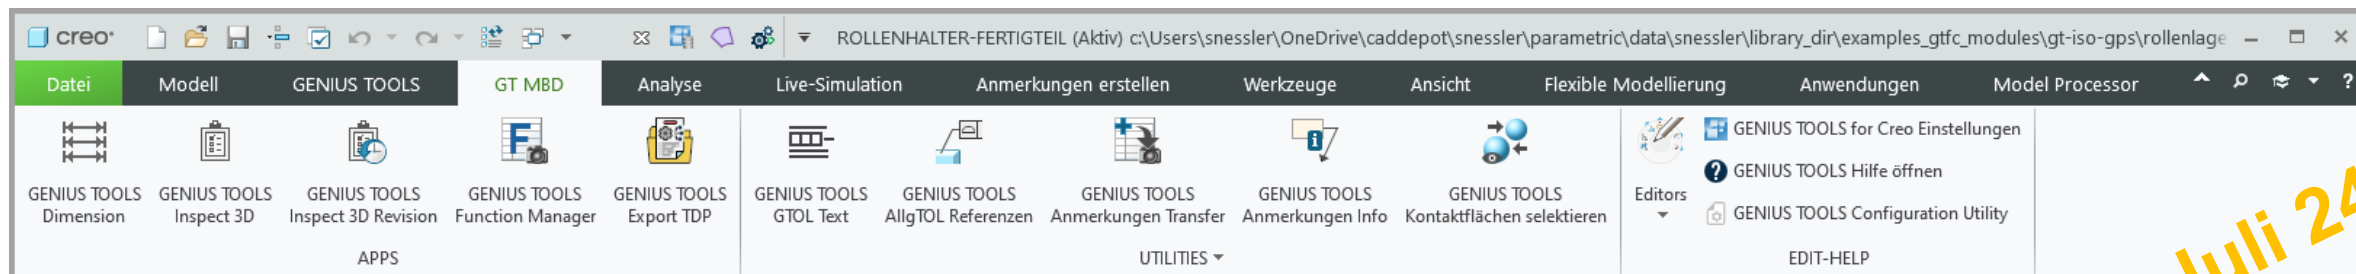 creo· ROLLENHALTER-FERTIGTEIL (Aktiv) c:\Users\snessler\OneDrive\caddepot\snessler\parametric\data\snessler\library_dir\examples_gtfc_modules\gt-iso-gps\rollenlage
Datei Modell GENIUS TOOLS GT MBD Analyse Live-Simulation Anmerkungen erstellen Werkzeuge Ansicht Flexible Modellierung Anwendungen Model Processor ?
GENIUS TOOLS
Dimension
GENIUS TOOLS
Inspect 3D
GENIUS TOOLS
Inspect 3D Revision
GENIUS TOOLS
Function Manager
GENIUS TOOLS
Export TDP
APPS
GENIUS TOOLS
GTOL Text
GENIUS TOOLS
AllgTOL Referenzen
GENIUS TOOLS
Anmerkungen Transfer
GENIUS TOOLS
Anmerkungen Info
GENIUS TOOLS
Kontaktflächen selektieren
UTILITIES
Editors
GENIUS TOOLS for Creo Einstellungen
GENIUS TOOLS Hilfe öffnen
GENIUS TOOLS Configuration Utility
EDIT-HELP
Juli 24